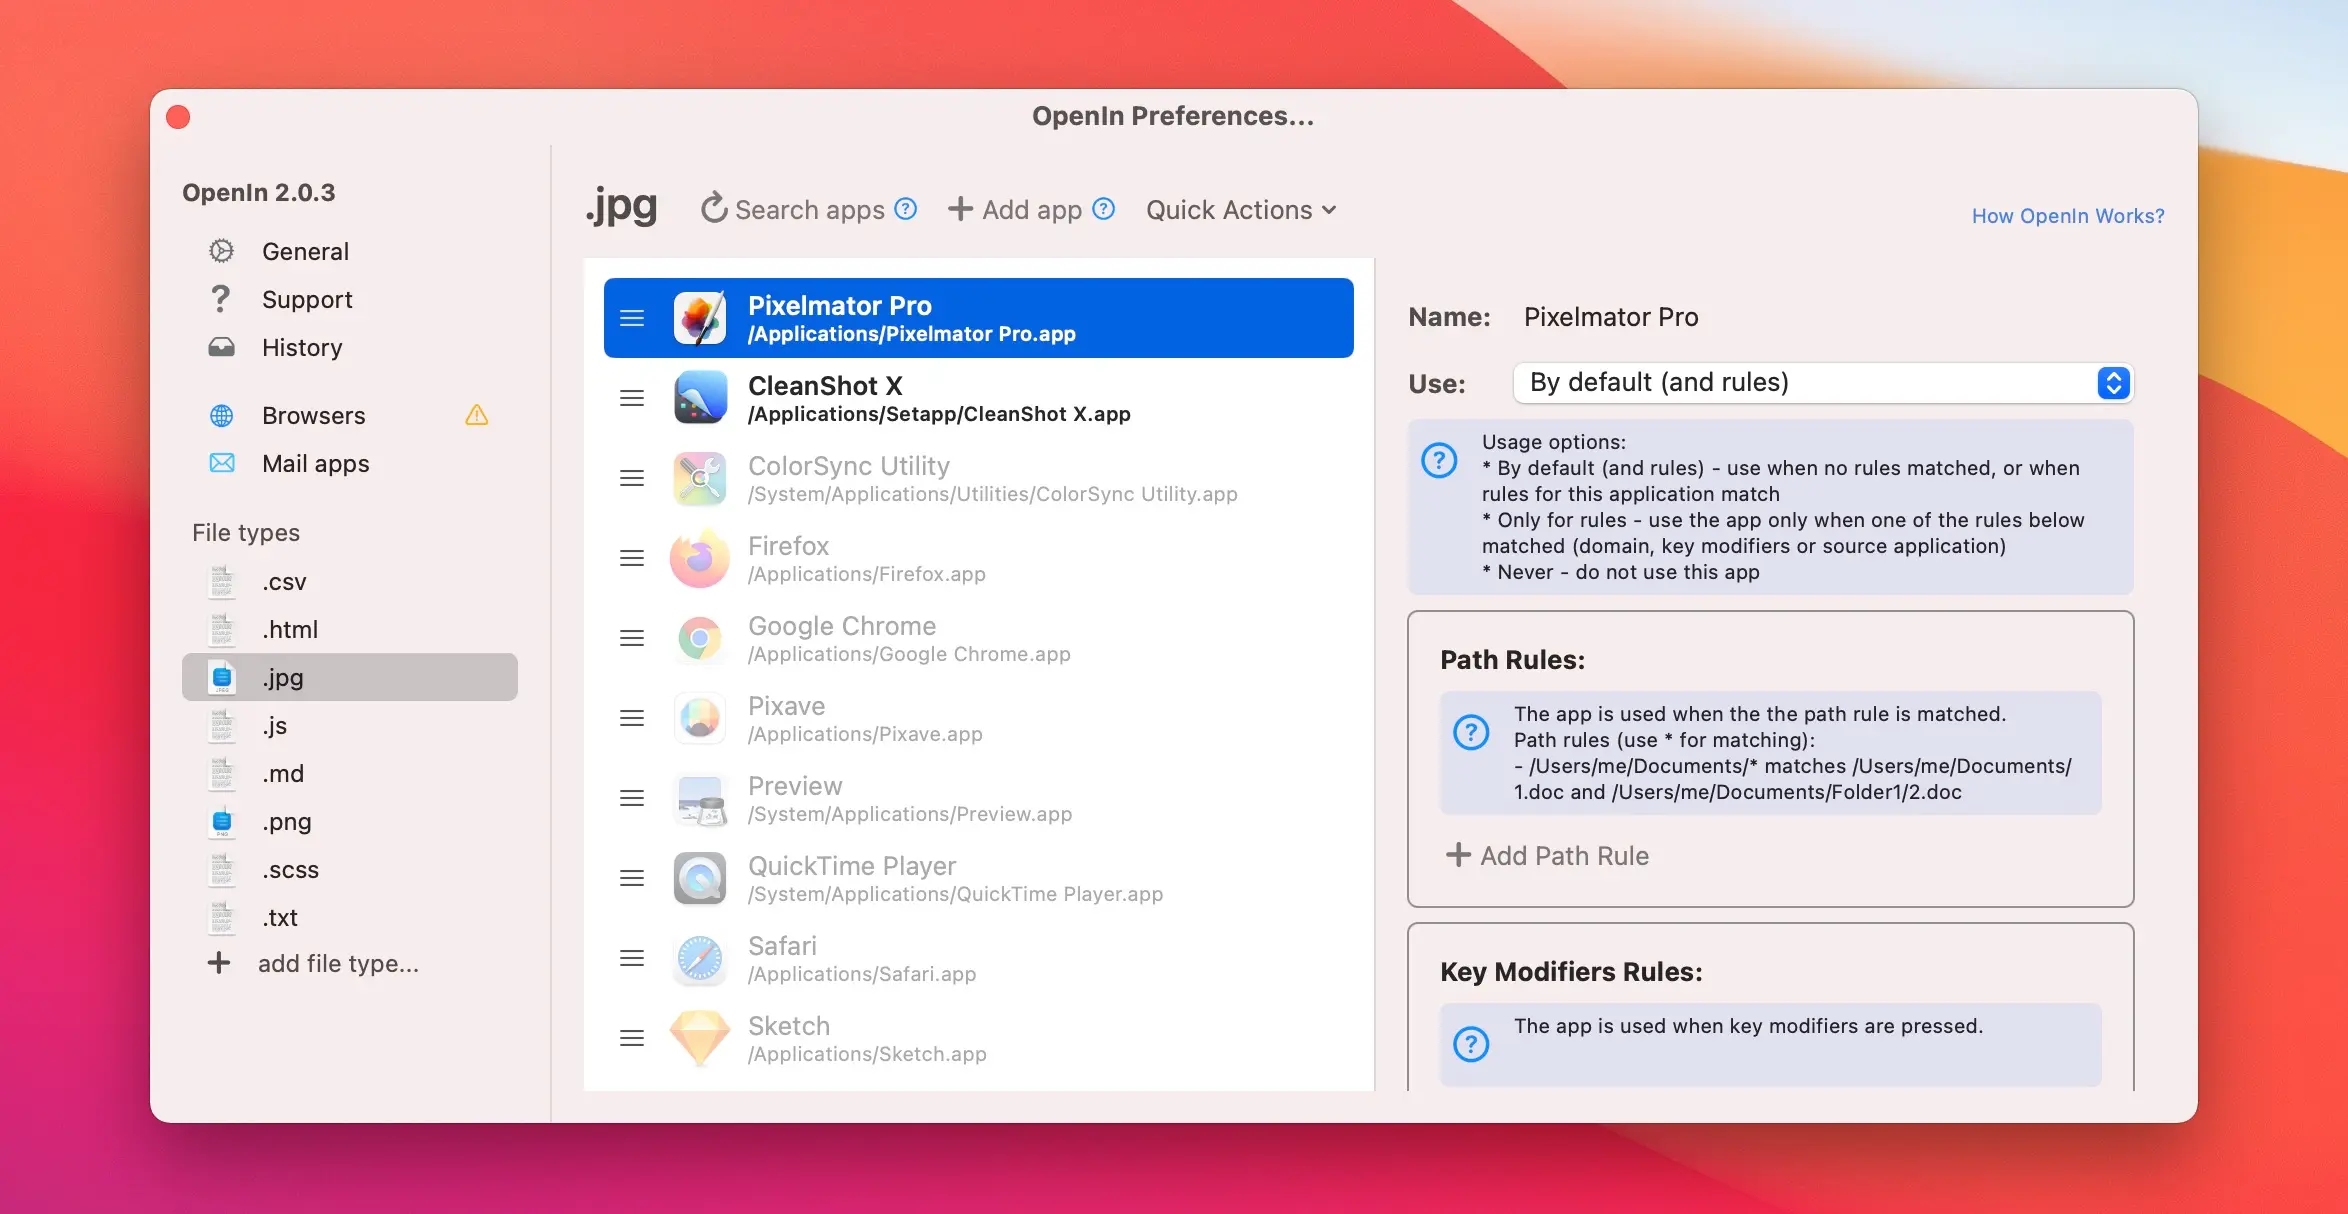 OpenIn Preferences...
OpenIn 2.0.3
General
Support
History
Browsers
Mail apps
File types
.csv
.html
.jpg
.js
.md
.png
.scss
.txt
add file type...
.jpg
Search apps ?
Add app ?
Quick Actions
How OpenIn Works?
Pixelmator Pro
/Applications/Pixelmator Pro.app
CleanShot X
/Applications/Setapp/CleanShot X.app
ColorSync Utility
/System/Applications/Utilities/ColorSync Utility.app
Firefox
/Applications/Firefox.app
Google Chrome
/Applications/Google Chrome.app
Pixave
/Applications/Pixave.app
Preview
/System/Applications/Preview.app
QuickTime Player
/System/Applications/QuickTime Player.app
Safari
/Applications/Safari.app
Sketch
/Applications/Sketch.app
Name: Pixelmator Pro
Use: By default (and rules)
Usage options:
* By default (and rules) - use when no rules matched, or when
rules for this application match
* Only for rules - use the app only when one of the rules below
matched (domain, key modifiers or source application)
* Never - do not use this app
Path Rules:
The app is used when the the path rule is matched.
Path rules (use * for matching):
- /Users/me/Documents/* matches /Users/me/Documents/
1.doc and /Users/me/Documents/Folder1/2.doc
Add Path Rule
Key Modifiers Rules:
The app is used when key modifiers are pressed.